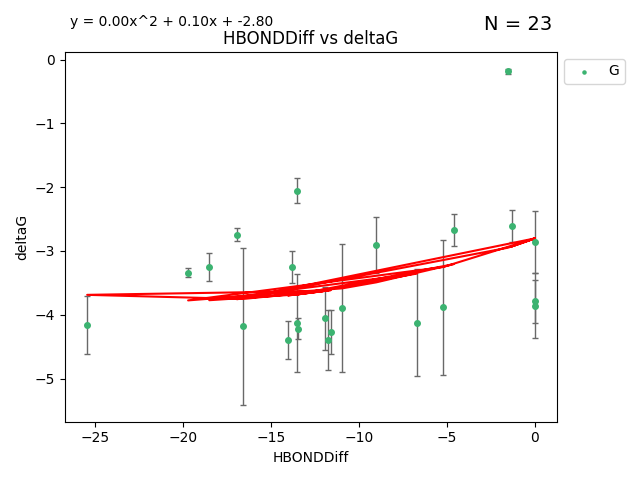 y = 0.00x^2 + 0.10x + -2.80
N = 23
HBONDDiff vs deltaG
G
deltaG
0
−1
−2
−3
−4
−5
−25
−20
−15
−10
−5
0
HBONDDiff